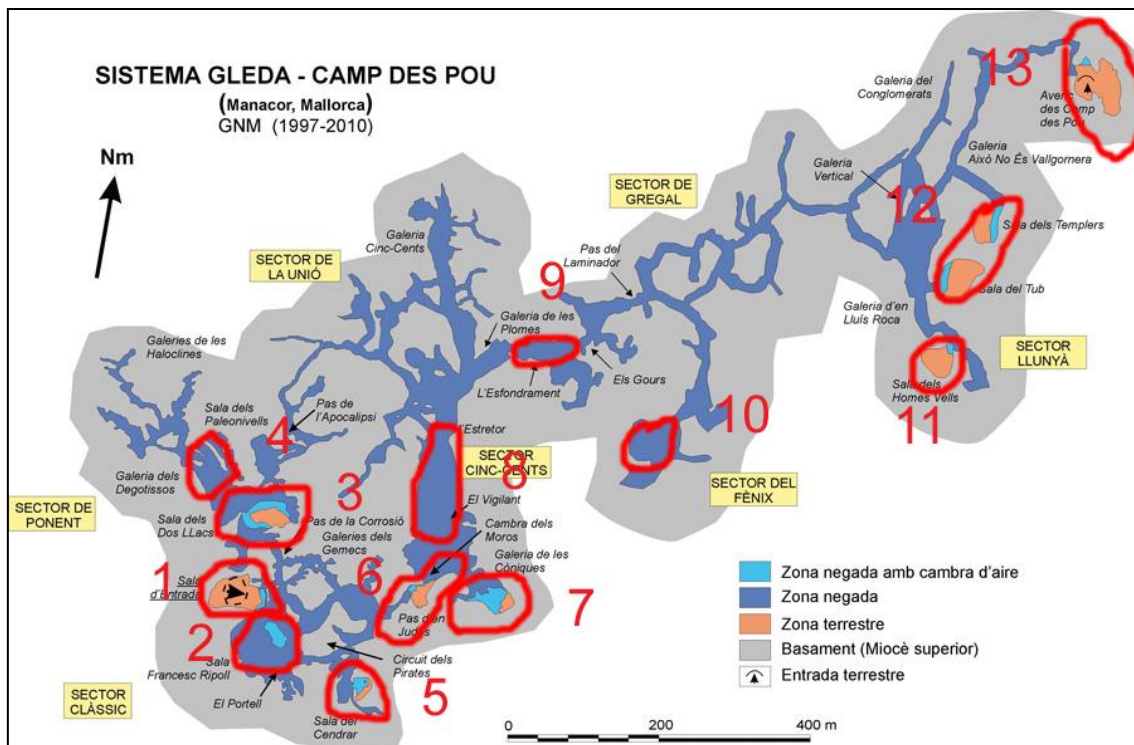 SISTEMA GLEDA - CAMP DES POU
(Manacor, Mallorca)
GNM (1997-2010)
Nm
Galeria del
Conglomerats
13
Avenc
des Camp
des Pou
Galeria
Això No És Vallgornera
Galeria
Vertical
12
SECTOR DE
GREGAL
Sala dels Templers
Sala del Tub
Galeria
Cinc-Cents
SECTOR DE
LA UNIÓ
Pas del
Laminador
9
Galeria de les
Plomes
Galeria d'en
Lluís Roca
SECTOR
LLUNYÀ
Galeries de les
Haloclines
L'Esfondrament
Els Gours
Sala dels
Homes Vells
11
Sala dels
Paleonivells
Pas de
l'Apocalipsi
4
10
l'Estretor
SECTOR
CINC-CENTS
8
Galeria dels
Degotissos
SECTOR DEL
FÈNIX
3
El Vigilant
SECTOR DE
PONENT
Sala dels
Dos LLacs
Pas de la Corrosió
Galeries dels
Gemecs
Cambra dels
Moros
Galeria de les
Còniques
1
Sala
d'Entrada
6
7
Pas d'en
Judas
2
Sala
Francesc Ripoll
Circuit dels
Pirates
El Portell
5
SECTOR
CLÀSSIC
Sala del
Cendrar
Zona negada amb cambra d'aire
Zona negada
Zona terrestre
Basament (Miocè superior)
Entrada terrestre
0 200 400 m